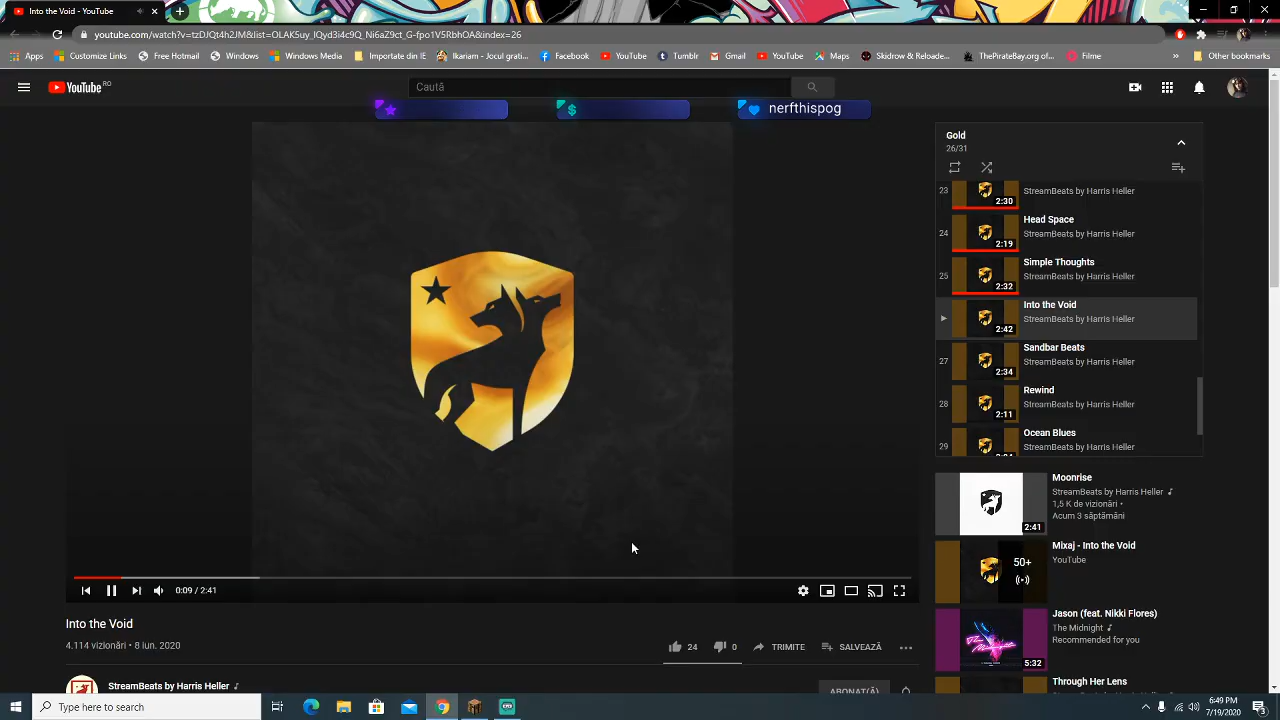 Into the Void - YouTube
youtube.com/watch?v=tzDJQt4h2JM&list=OLAK5uy_lQyd3i4c9Q_Ni6aZ9ct_G-fpo1V5RbhOA&index=26
Apps Customize Links Free Hotmail Windows Windows Media Importate din IE Ikariam - Jocul grati... Facebook YouTube Tumblr Gmail YouTube Maps Skidrow & Reloade... ThePirateBay.org of... Filme Other bookmarks
YouTube RO
Caută
nerfthispog
Gold
26/31
23
StreamBeats by Harris Heller
2:30
24
Head Space
StreamBeats by Harris Heller
2:19
25
Simple Thoughts
StreamBeats by Harris Heller
2:32
Into the Void
StreamBeats by Harris Heller
2:42
27
Sandbar Beats
StreamBeats by Harris Heller
2:34
28
Rewind
StreamBeats by Harris Heller
2:11
29
Ocean Blues
StreamBeats by Harris Heller
Moonrise
StreamBeats by Harris Heller
1,5 K de vizionări •
Acum 3 săptămâni
2:41
Mixaj - Into the Void
YouTube
50+
Jason (feat. Nikki Flores)
The Midnight
Recommended for you
5:32
Through Her Lens
StreamBeats by Harris Heller
0:09 / 2:41
Into the Void
4.114 vizionări • 8 iun. 2020
24 0 TRIMITE SALVEAZĂ
StreamBeats by Harris Heller
ABONAT(Ă)
Type here to search
6:49 PM
7/19/2020
3